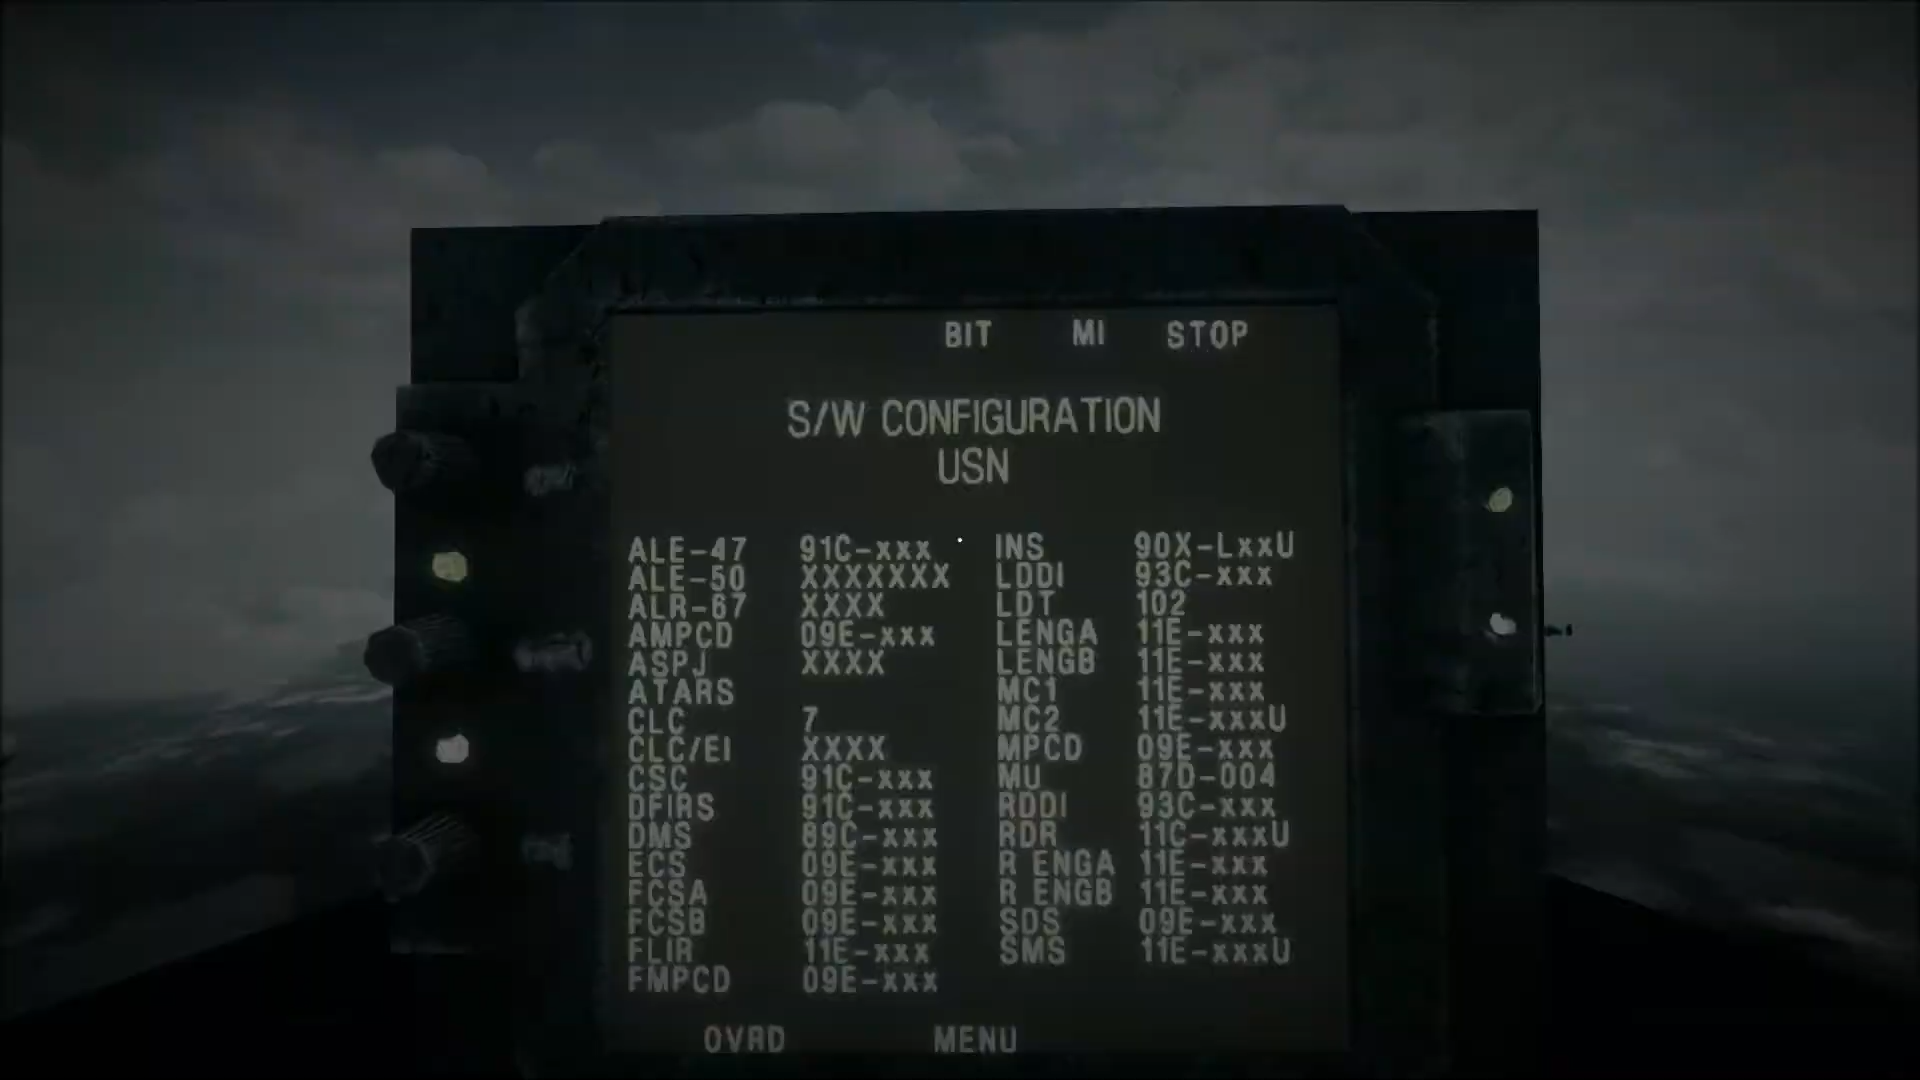 BIT MI STOP
S/W CONFIGURATION
USN
ALE-47 91C-xxx INS 90X-LxxU
ALE-50 XXXXXXX LDDI 93C-xxx
ALR-67 XXXX LDT 102
AMPCD 09E-xxx LENGA 11E-xxx
ASPJ XXXX LENGB 11E-xxx
ATARS MC1 11E-xxx
CLC 7 MC2 11E-xxxU
CLC/EI XXXX MPCD 09E-xxx
CSC 91C-xxx MU 87D-004
DFIRS 91C-xxx RDDI 93C-xxx
DMS 89C-xxx RDR 11C-xxxU
ECS 09E-xxx R ENGA 11E-xxx
FCSA 09E-xxx R ENGB 11E-xxx
FCSB 09E-xxx SDS 09E-xxx
FLIR 11E-xxx SMS 11E-xxxU
FMPCD 09E-xxx
OVRD MENU